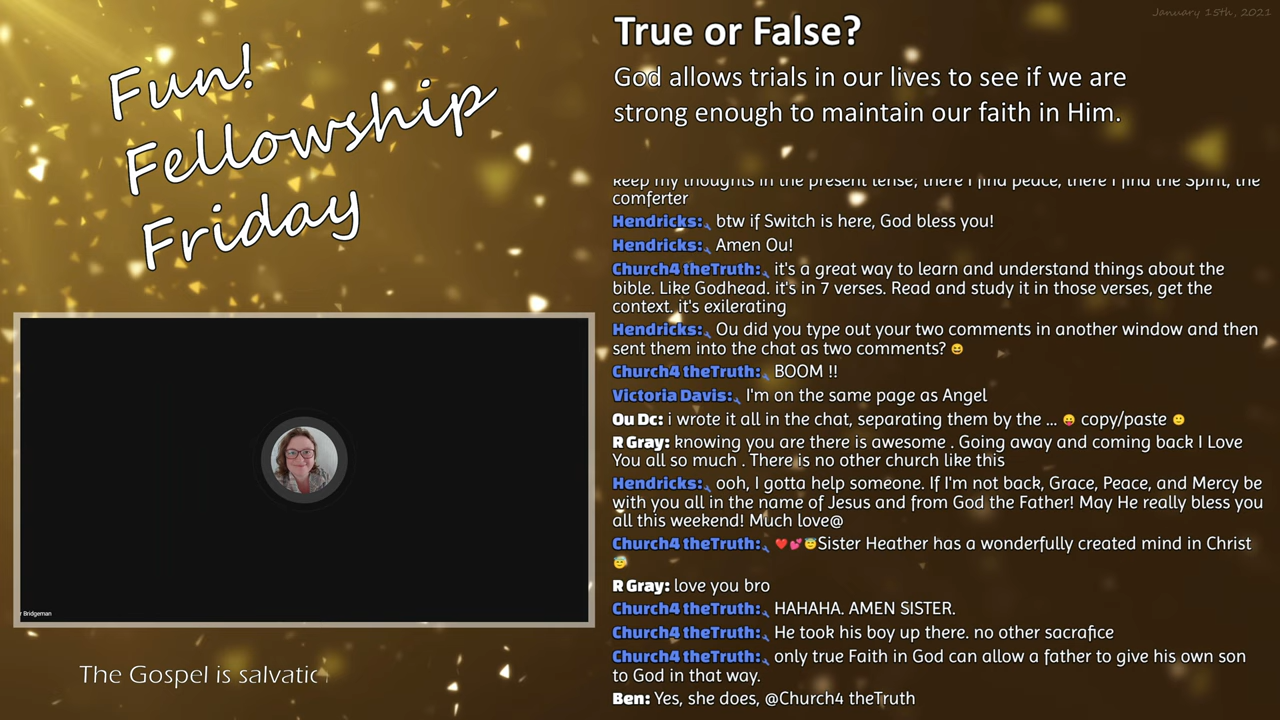 Fun!
Fellowship
Friday
January 15th, 2021
True or False?
God allows trials in our lives to see if we are
strong enough to maintain our faith in Him.
keep my thoughts in the present tense, there I find peace, there I find the Spirit, the
comferter
Hendricks: btw if Switch is here, God bless you!
Hendricks: Amen Ou!
Church4 theTruth: it's a great way to learn and understand things about the
bible. Like Godhead. it's in 7 verses. Read and study it in those verses, get the
context. it's exilerating
Hendricks: Ou did you type out your two comments in another window and then
sent them into the chat as two comments? 😄
Church4 theTruth: BOOM !!
Victoria Davis: I'm on the same page as Angel
Ou Dc: i wrote it all in the chat, separating them by the ... 😛 copy/paste 🙂
R Gray: knowing you are there is awesome . Going away and coming back I Love
You all so much . There is no other church like this
Hendricks: ooh, I gotta help someone. If I'm not back, Grace, Peace, and Mercy be
with you all in the name of Jesus and from God the Father! May He really bless you
all this weekend! Much love@
Church4 theTruth: ❤️💕😇Sister Heather has a wonderfully created mind in Christ
😇
R Gray: love you bro
Church4 theTruth: HAHAHA. AMEN SISTER.
Church4 theTruth: He took his boy up there. no other sacrafice
Church4 theTruth: only true Faith in God can allow a father to give his own son
to God in that way.
Ben: Yes, she does, @Church4 theTruth
r Bridgeman
The Gospel is salvatic